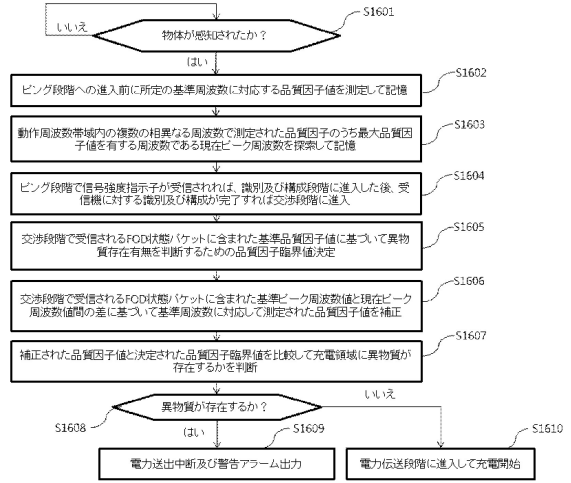 物体が感知されたか？
S1601
いいえ
はい
S1602
ピング段階への進入前に所定の基準周波数に対応する品質因子値を測定して記憶
S1603
動作周波数帯域内の複数の相異なる周波数で測定された品質因子のうち最大品質因
子値を有する周波数である現在ピーク周波数を探索して記憶
S1604
ピング段階で信号強度指示子が受信されれば、識別及び構成段階に進入した後、受
信機に対する識別及び構成が完了すれば交渉段階に進入
S1605
交渉段階で受信されるFOD状態パケットに含まれた基準品質因子値に基づいて異物
質存在有無を判断するための品質因子臨界値決定
S1606
交渉段階で受信されるFOD状態パケットに含まれた基準ピーク周波数値と現在ピーク
周波数値間の差に基づいて基準周波数に対応して測定された品質因子値を補正
S1607
補正された品質因子値と決定された品質因子臨界値を比較して充電領域に異物質が
存在するかを判断
異物質が存在するか？
いいえ
S1608
はい
S1609
S1610
電力送出中断及び警告アラーム出力
電力伝送段階に進入して充電開始